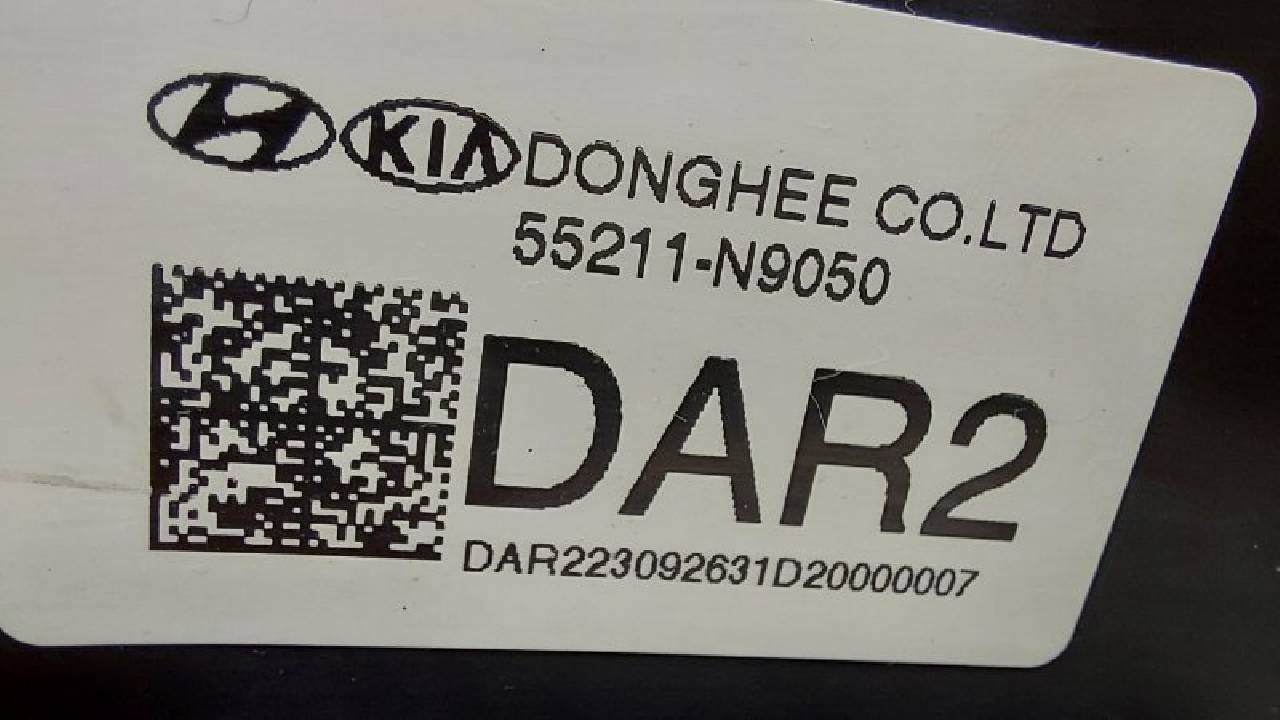 KIA DONGHEE CO.LTD
55211-N9050
DAR2
DAR223092631D20000007